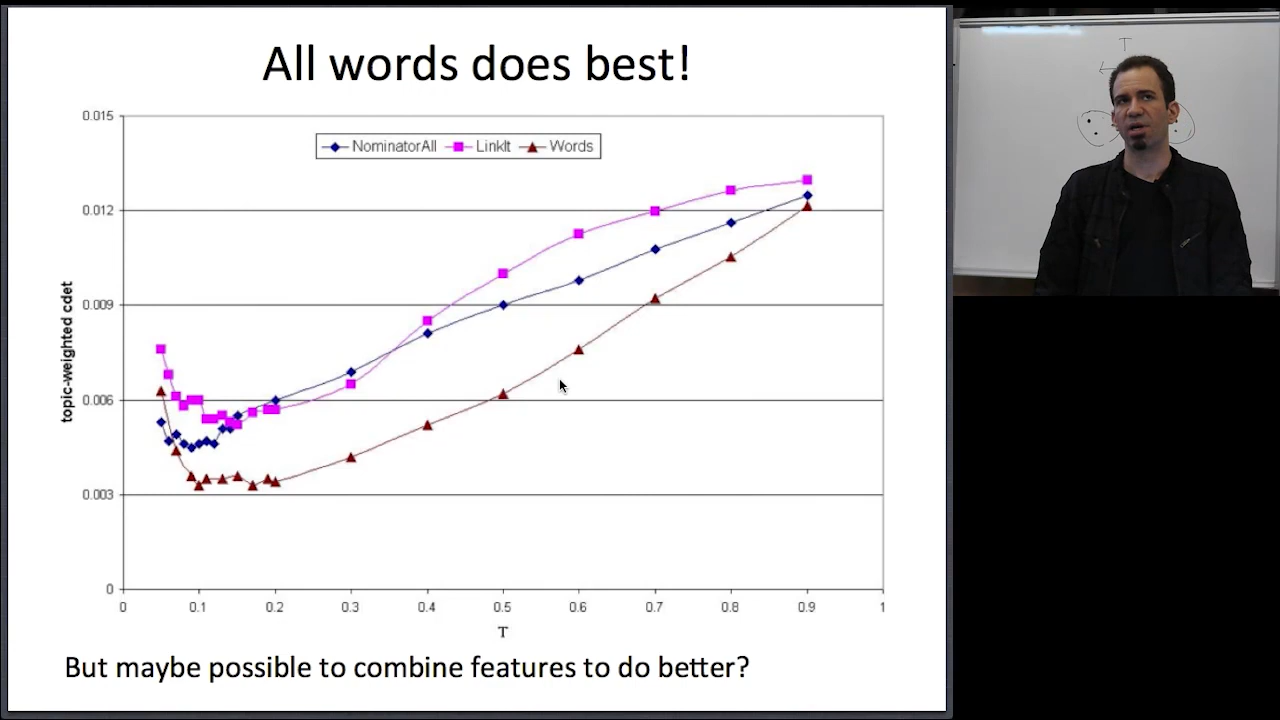 All words does best!
0.015
NominatorAll LinkIt Words
0.012
0.009
0.006
0.003
0
topic-weighted cdet
0 0.1 0.2 0.3 0.4 0.5 0.6 0.7 0.8 0.9 1
T
But maybe possible to combine features to do better?
T